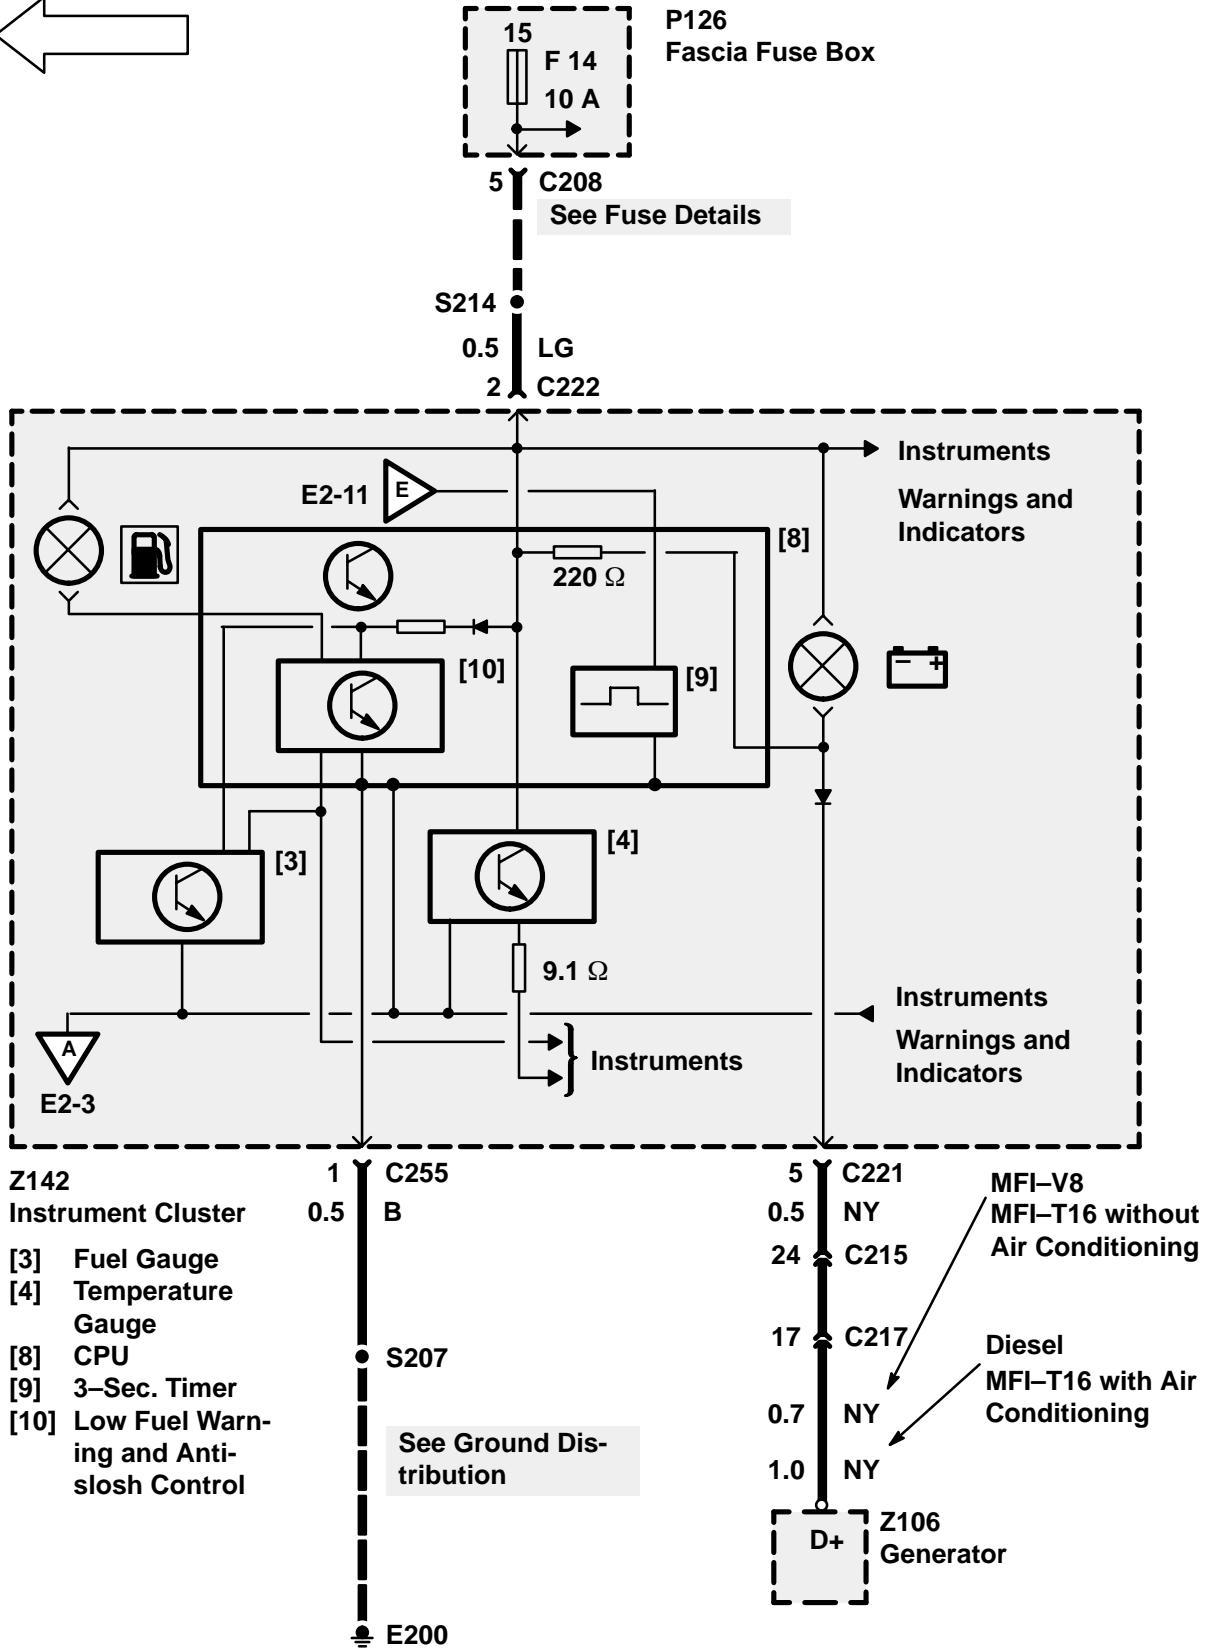 P126
Fascia Fuse Box
15
F 14
10 A
5 C208
See Fuse Details
S214
0.5 LG
2 C222
Instruments
Warnings and
Indicators
E2-11
E
[8]
220 Ω
[10]
[9]
− +
[3]
[4]
9.1 Ω
Instruments
Warnings and
Indicators
A
E2-3
Instruments
Z142
Instrument Cluster
[3] Fuel Gauge
[4] Temperature
Gauge
[8] CPU
[9] 3–Sec. Timer
[10] Low Fuel Warn-
ing and Anti-
slosh Control
1 C255
0.5 B
S207
See Ground Dis-
tribution
E200
5 C221
0.5 NY
24 C215
17 C217
0.7 NY
1.0 NY
MFI–V8
MFI–T16 without
Air Conditioning
Diesel
MFI–T16 with Air
Conditioning
D+
Z106
Generator